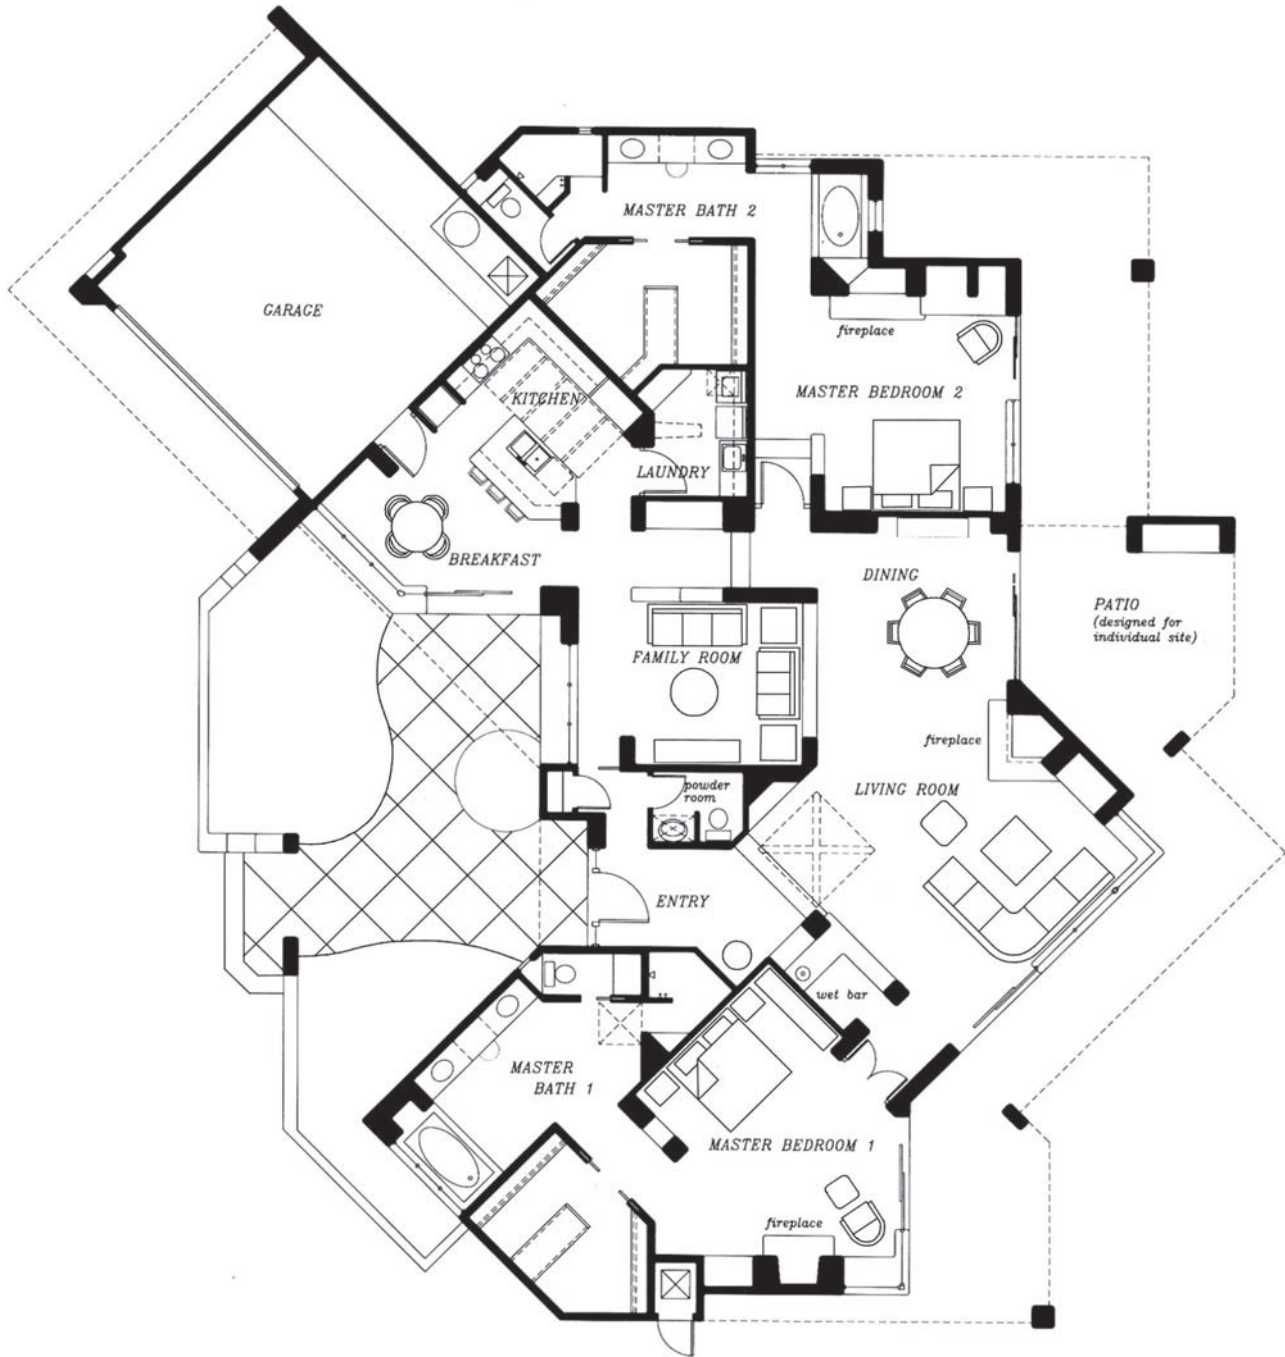 MASTER BATH 2
GARAGE
fireplace
KITCHEN
MASTER BEDROOM 2
LAUNDRY
BREAKFAST
DINING
PATIO
(designed for
individual site)
FAMILY ROOM
fireplace
powder
room
LIVING ROOM
ENTRY
wet bar
MASTER
BATH 1
MASTER BEDROOM 1
fireplace